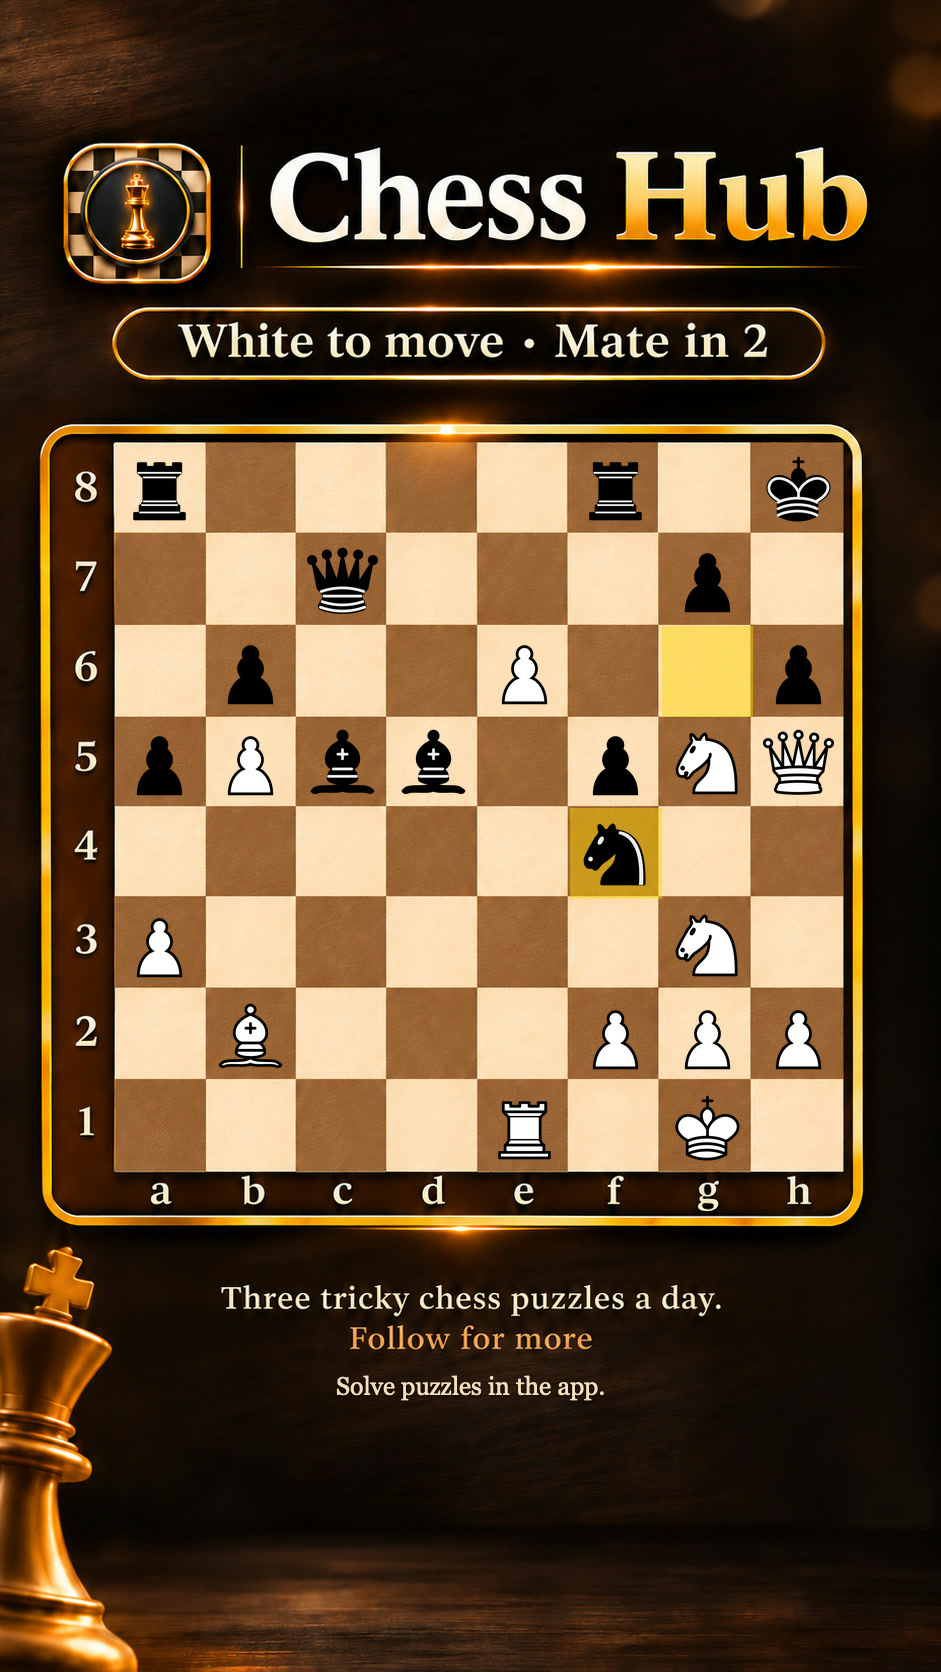 Chess Hub
White to move • Mate in 2
8
7
6
5
4
3
2
1
a b c d e f g h
Three tricky chess puzzles a day.
Follow for more
Solve puzzles in the app.